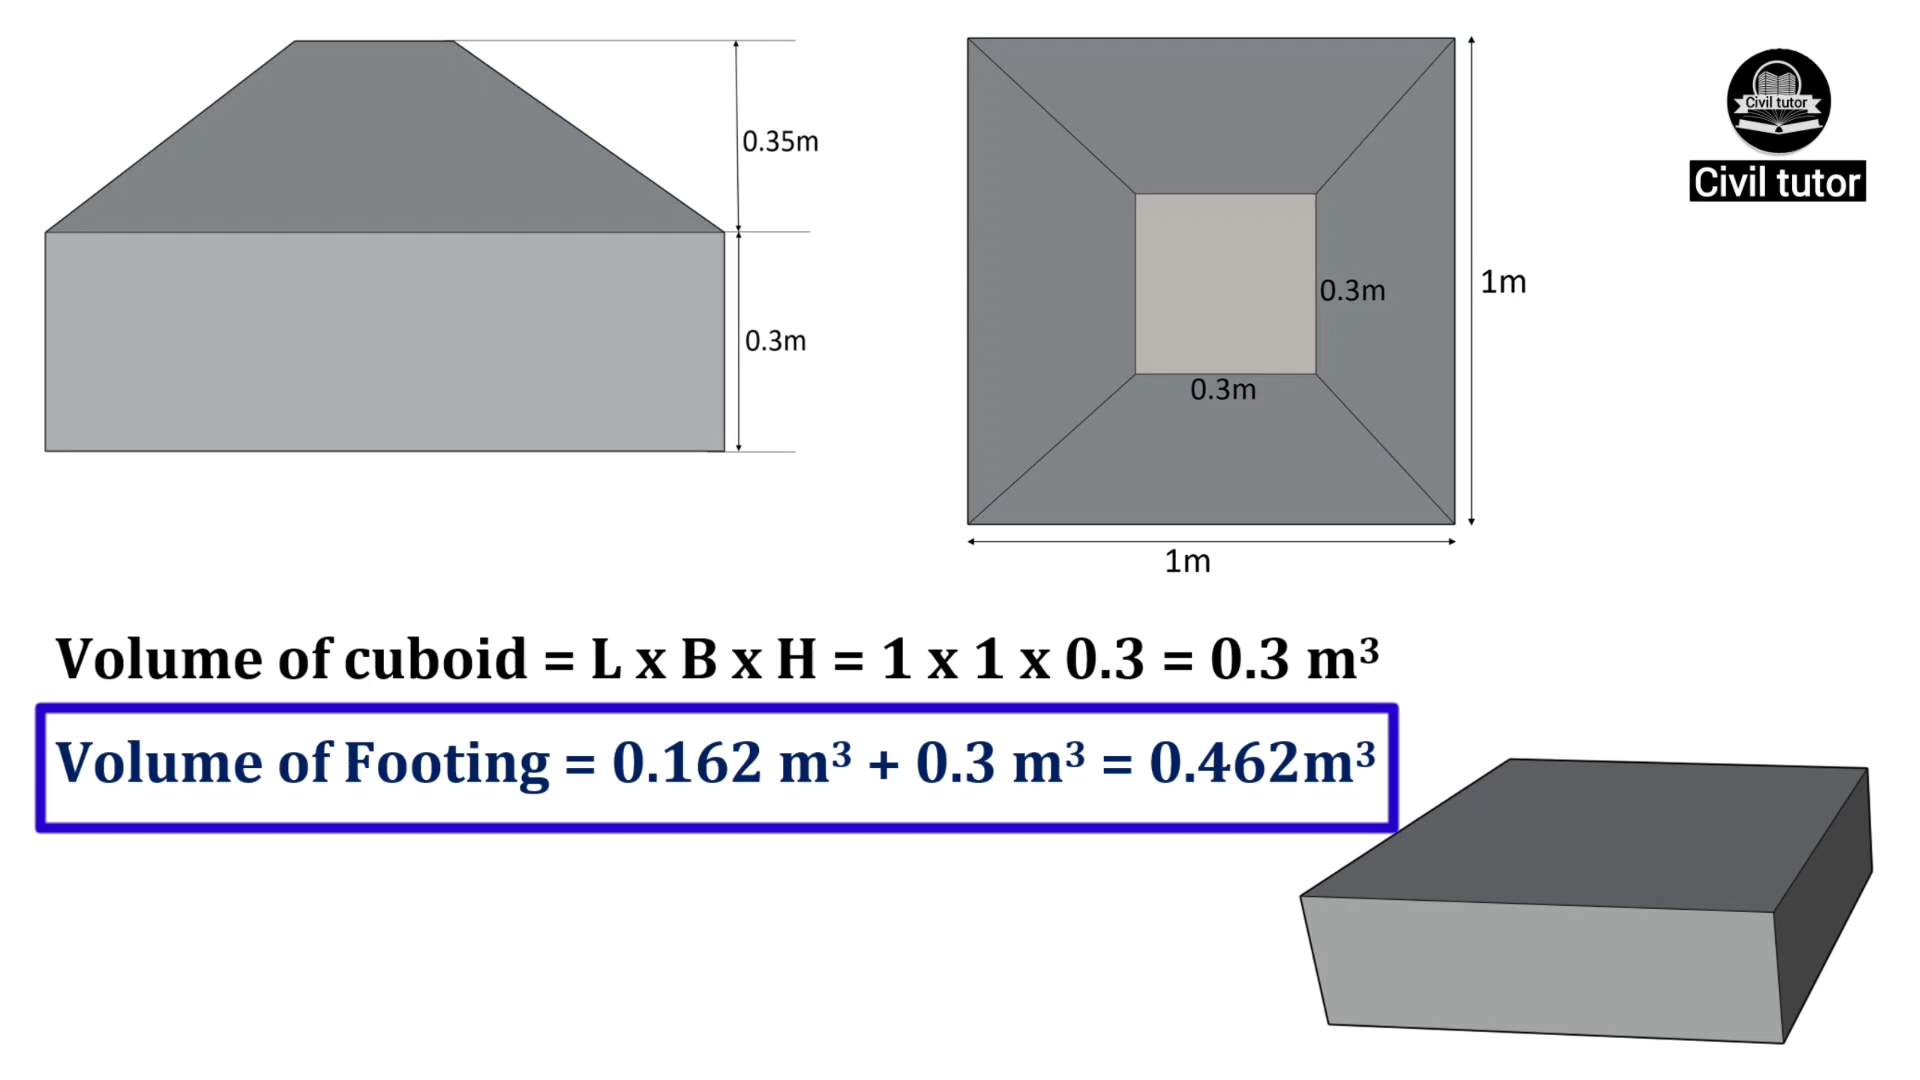 0.35m
0.3m
0.3m
0.3m
1m
1m
Civil tutor
Civil tutor
Volume of cuboid = L x B x H = 1 x 1 x 0.3 = 0.3 m³
Volume of Footing = 0.162 m³ + 0.3 m³ = 0.462m³